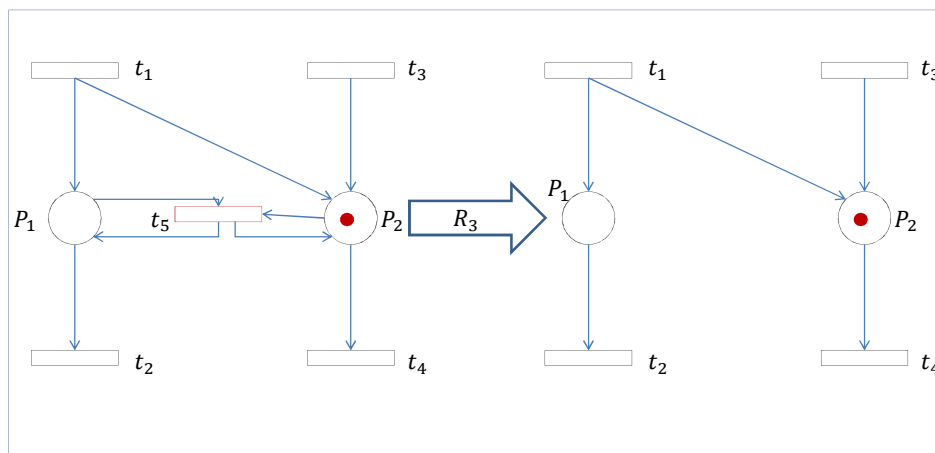 t₁ t₃ t₁ t₃
P₁ t₅ P₂ R₃ P₁ P₂
t₂ t₄ t₂ t₄